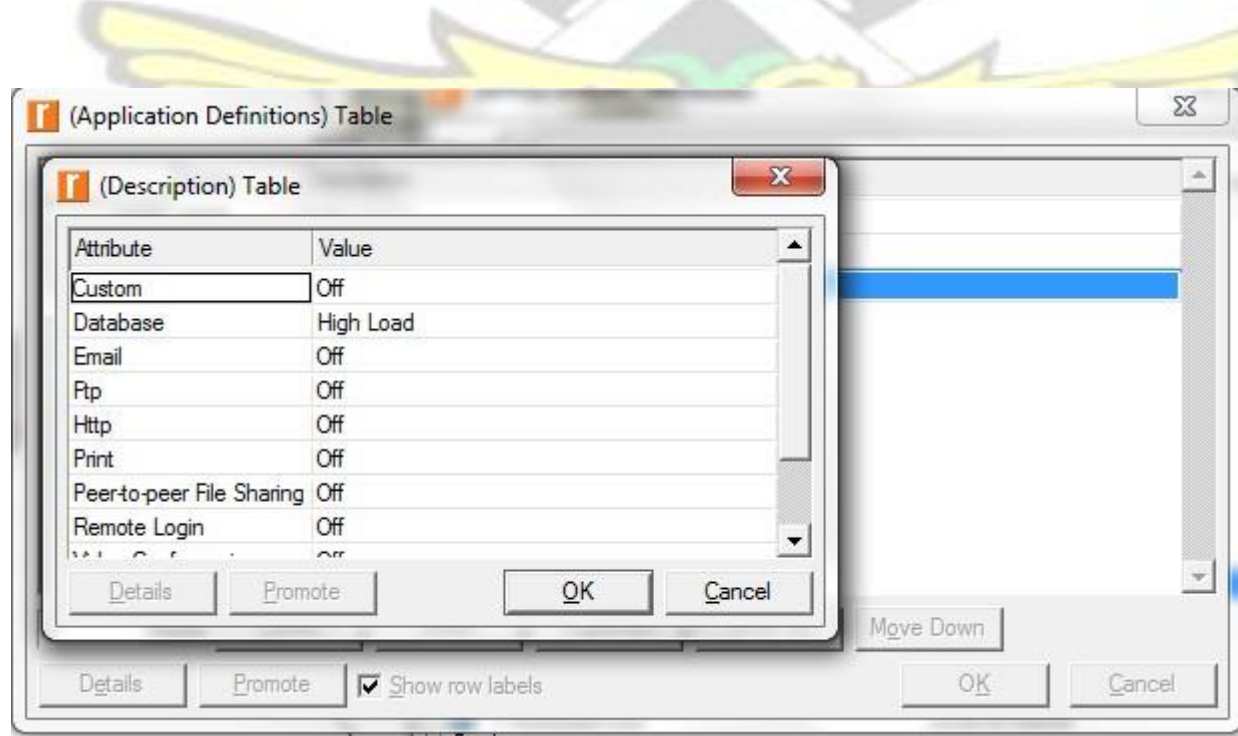 (Application Definitions) Table
(Description) Table
Attribute Value
Custom Off
Database High Load
Email Off
Ftp Off
Http Off
Print Off
Peer-to-peer File Sharing Off
Remote Login Off
Details Promote OK Cancel
Move Down
Details Promote Show row labels OK Cancel